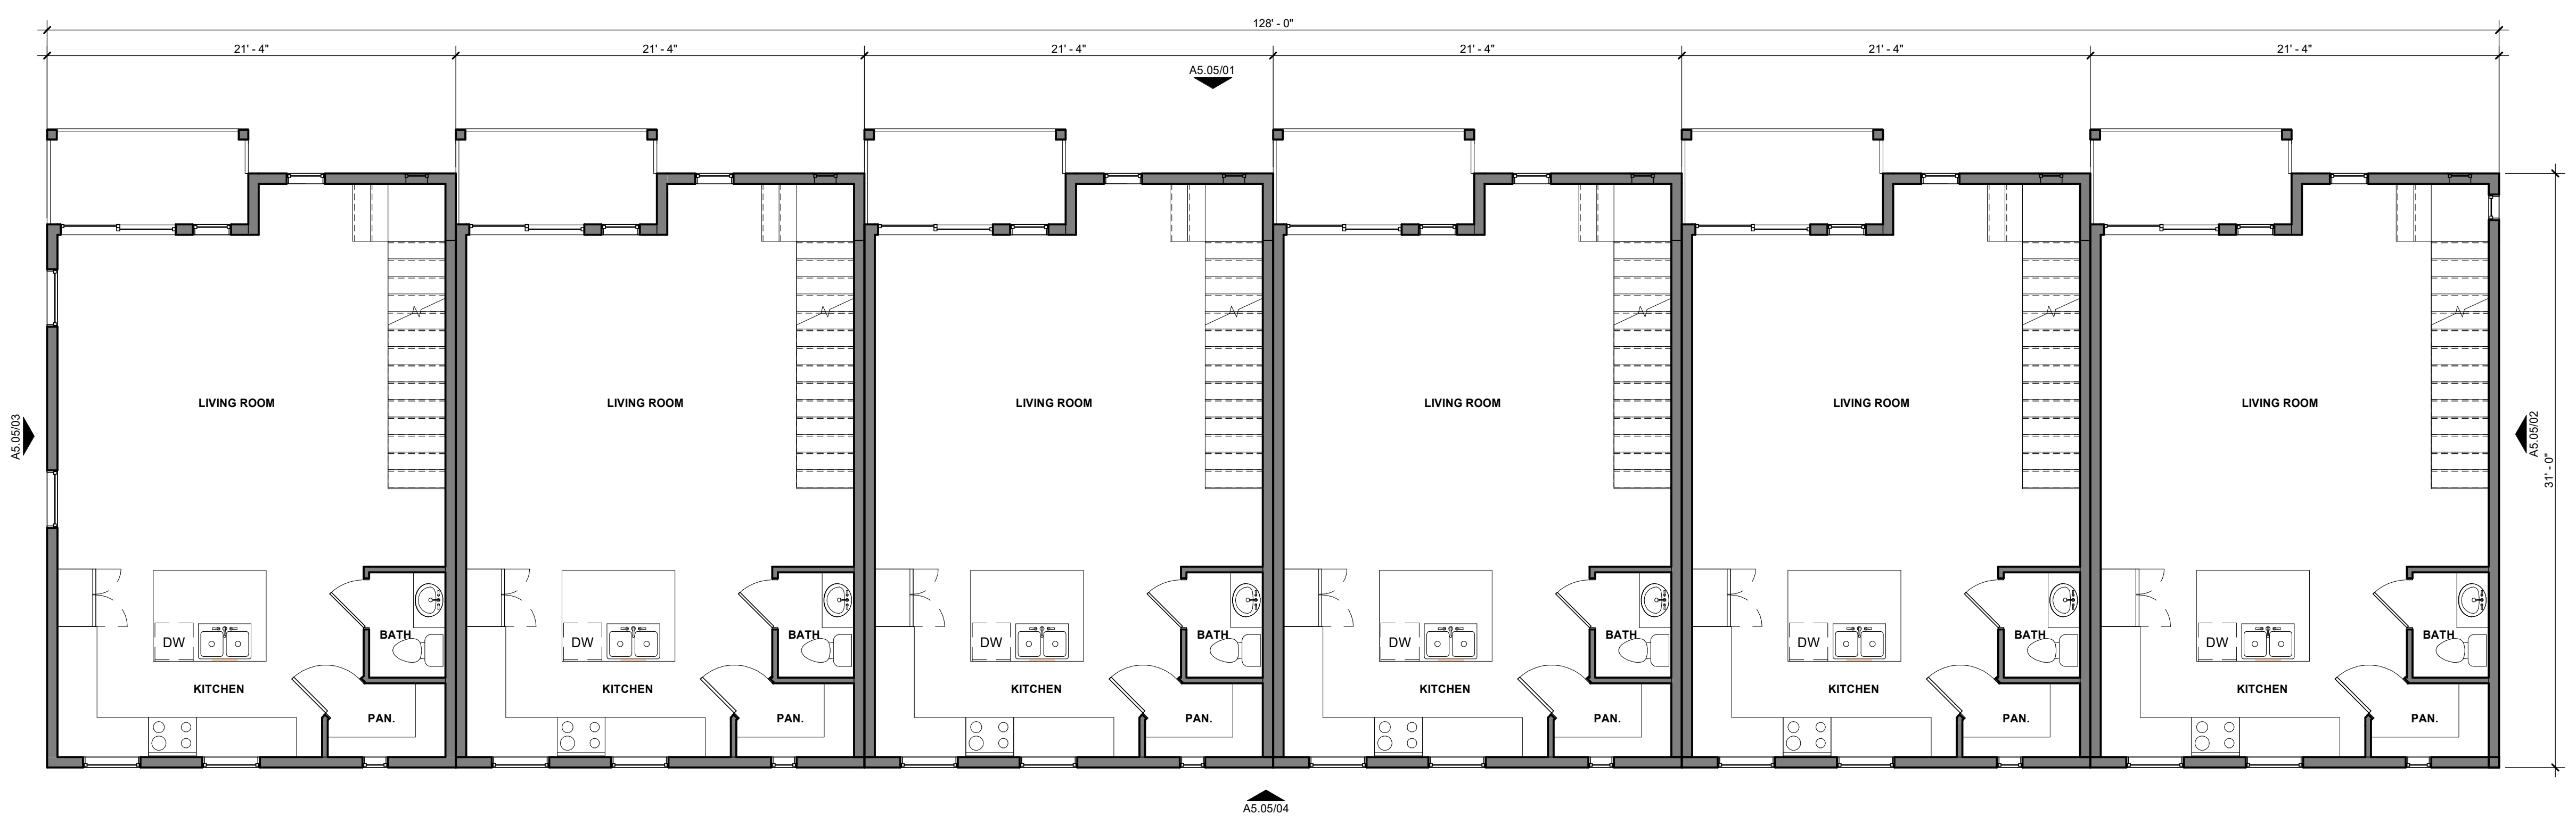 128' - 0"
21' - 4" 21' - 4" 21' - 4" 21' - 4" 21' - 4" 21' - 4"
A5.05/01
LIVING ROOM LIVING ROOM LIVING ROOM LIVING ROOM LIVING ROOM LIVING ROOM
A5.05/03
A5.05/02
31' - 0"
BATH BATH BATH BATH BATH BATH
DW DW DW DW DW DW
KITCHEN KITCHEN KITCHEN KITCHEN KITCHEN KITCHEN
PAN. PAN. PAN. PAN. PAN. PAN.
A5.05/04